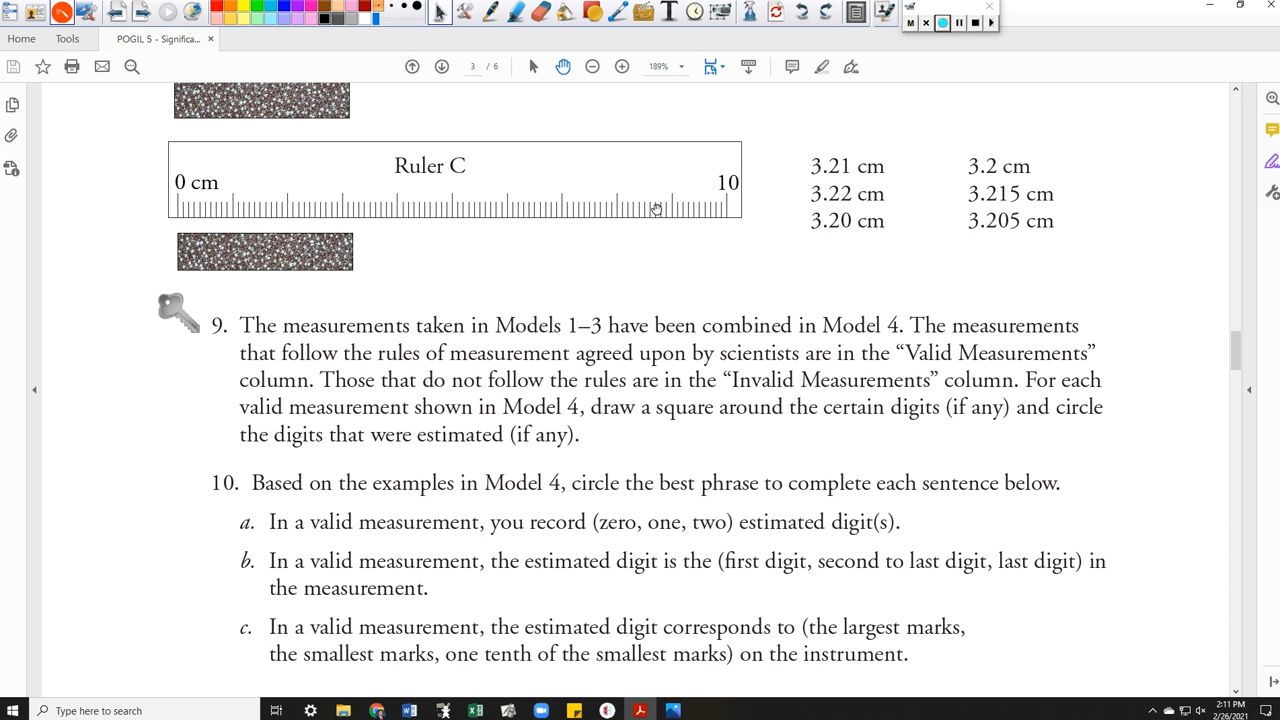 Home
Tools
POGIL 5 - Significa...
×
M
3 / 6
189%
Ruler C
0 cm
10
3.21 cm
3.2 cm
3.22 cm
3.215 cm
3.20 cm
3.205 cm
9. The measurements taken in Models 1–3 have been combined in Model 4. The measurements
that follow the rules of measurement agreed upon by scientists are in the “Valid Measurements”
column. Those that do not follow the rules are in the “Invalid Measurements” column. For each
valid measurement shown in Model 4, draw a square around the certain digits (if any) and circle
the digits that were estimated (if any).
10. Based on the examples in Model 4, circle the best phrase to complete each sentence below.
a. In a valid measurement, you record (zero, one, two) estimated digit(s).
b. In a valid measurement, the estimated digit is the (first digit, second to last digit, last digit) in
the measurement.
c. In a valid measurement, the estimated digit corresponds to (the largest marks,
the smallest marks, one tenth of the smallest marks) on the instrument.
Type here to search
2:11 PM
2/26/2021